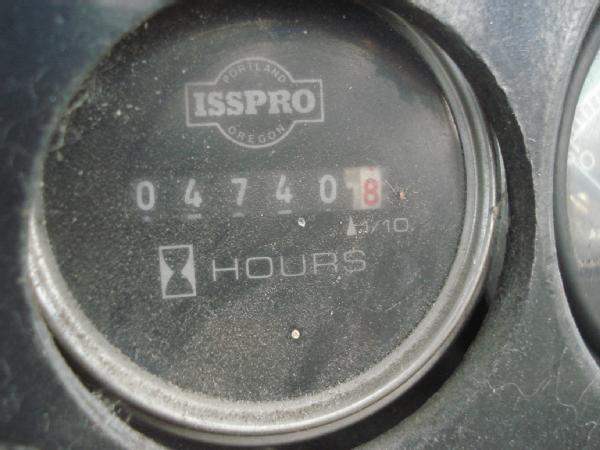 PORTLAND
ISSPRO
OREGON
0 4 7 4 0 8
1/10
HOURS